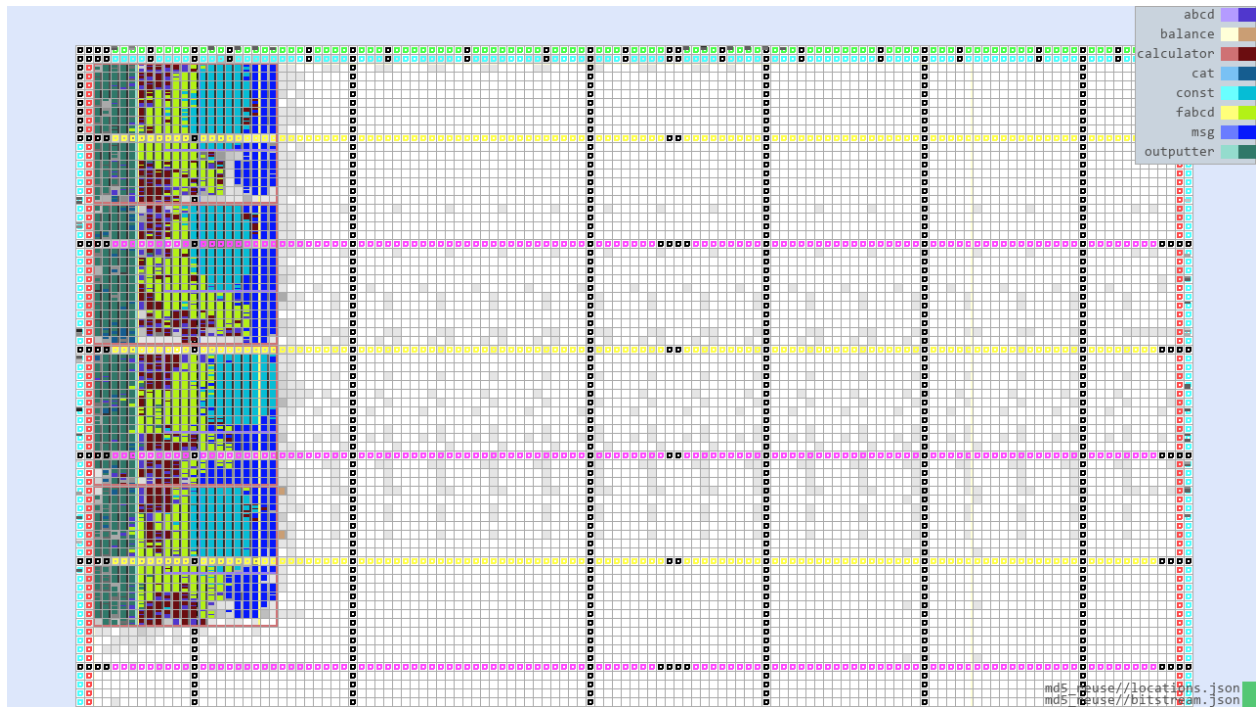 abcd
balance
calculator
cat
const
fabcd
msg
outputter
md5_reuse//locations.json
md5_reuse//bitstream.json